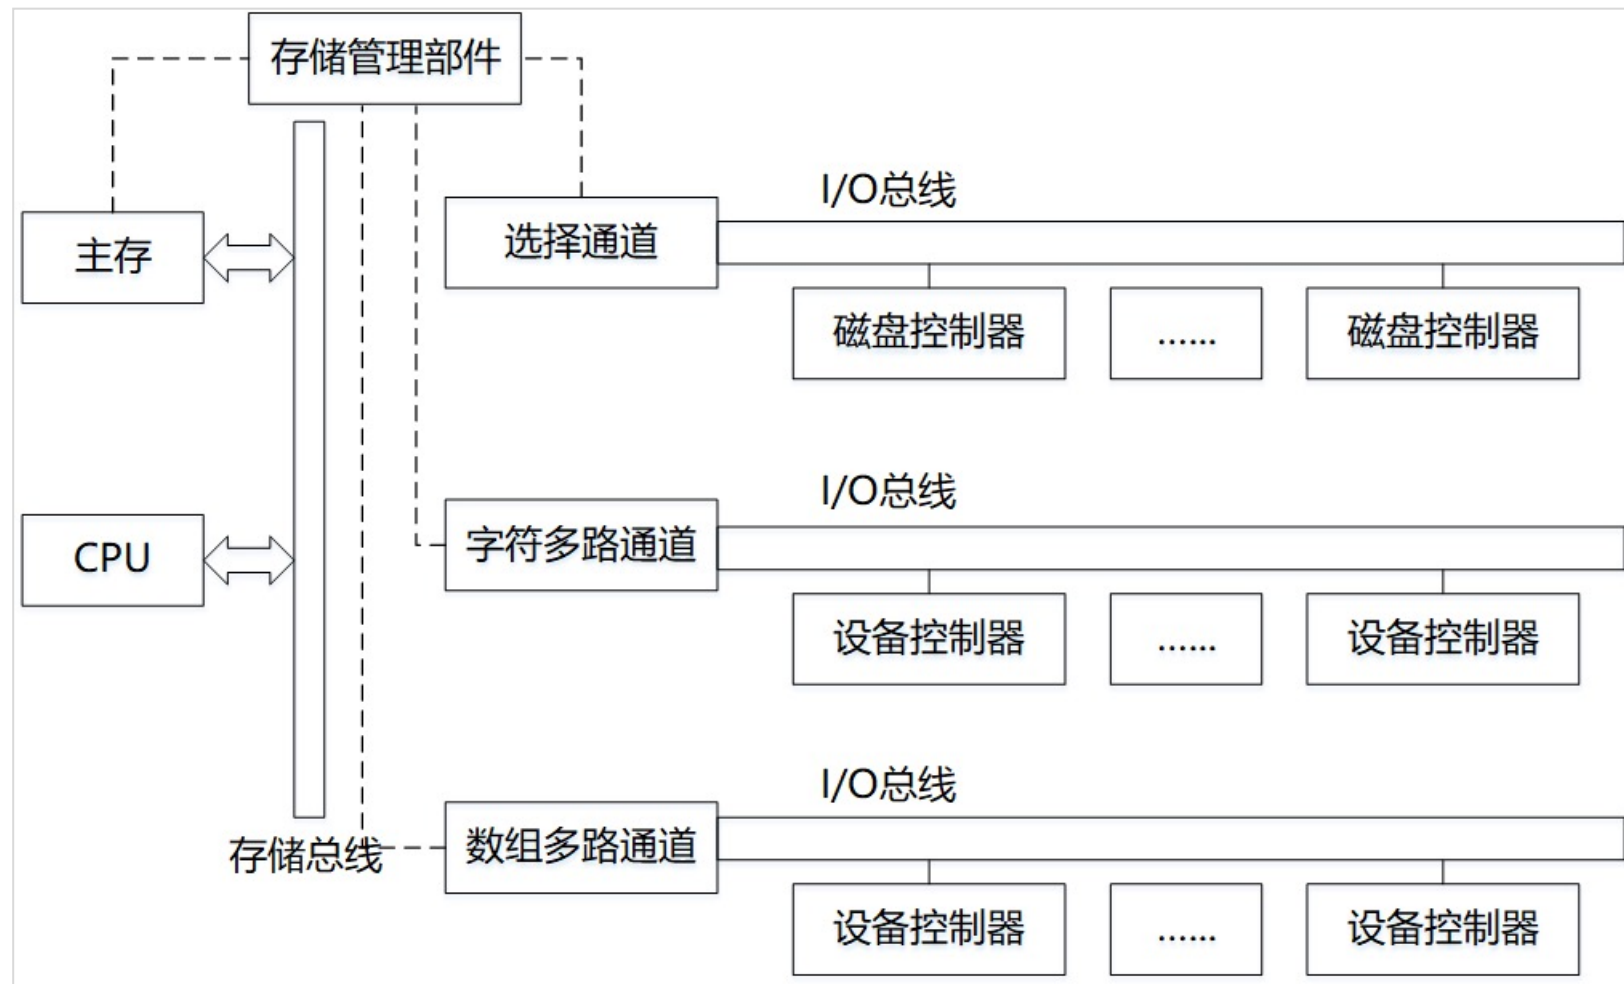 存储管理部件
I/O总线
主存
选择通道
磁盘控制器
......
磁盘控制器
I/O总线
CPU
字符多路通道
设备控制器
......
设备控制器
I/O总线
存储总线
数组多路通道
设备控制器
......
设备控制器